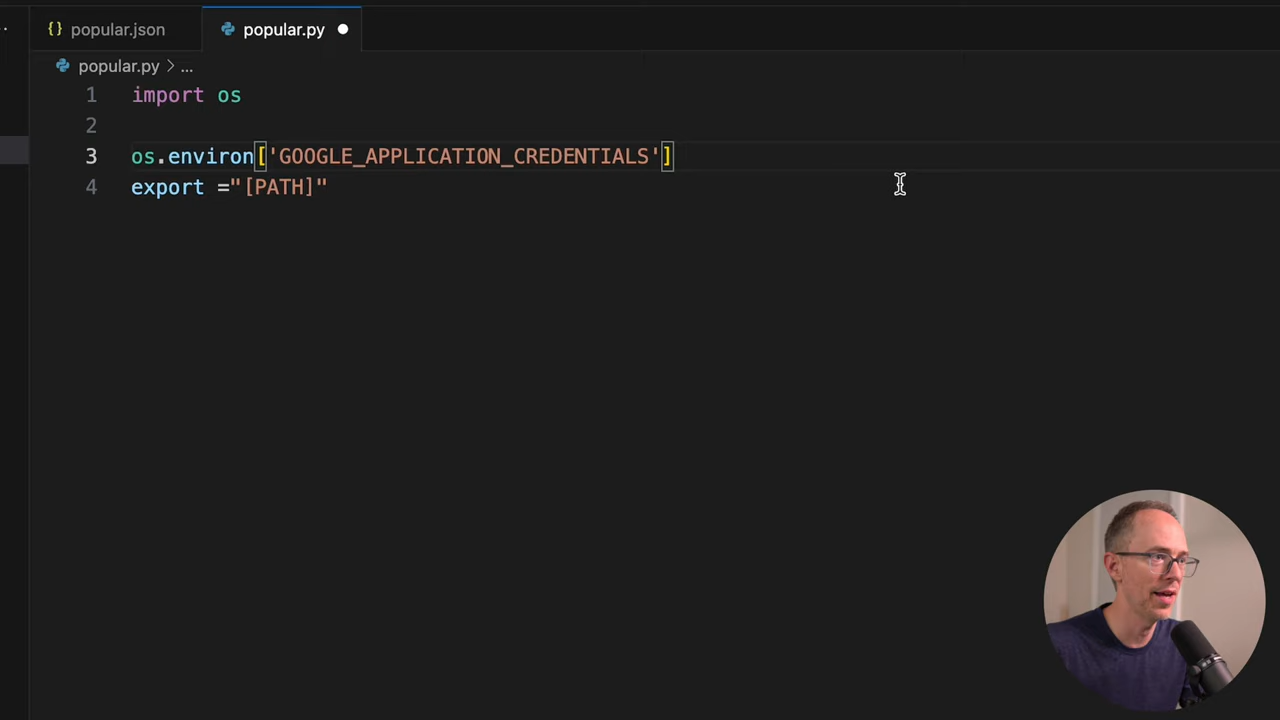 {} popular.json popular.py
popular.py > ...
1 import os
2
3 os.environ['GOOGLE_APPLICATION_CREDENTIALS']
4 export ="[PATH]"